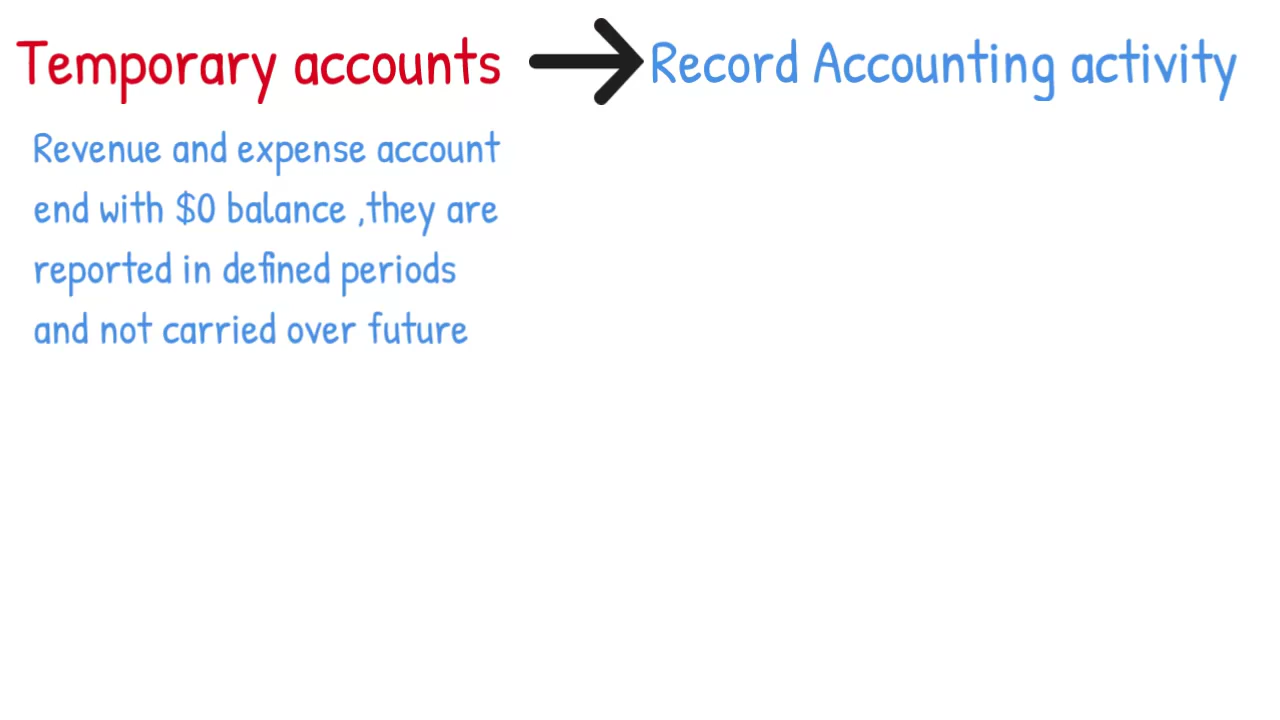 Temporary accounts → Record Accounting activity
Revenue and expense account
end with $0 balance ,they are
reported in defined periods
and not carried over future